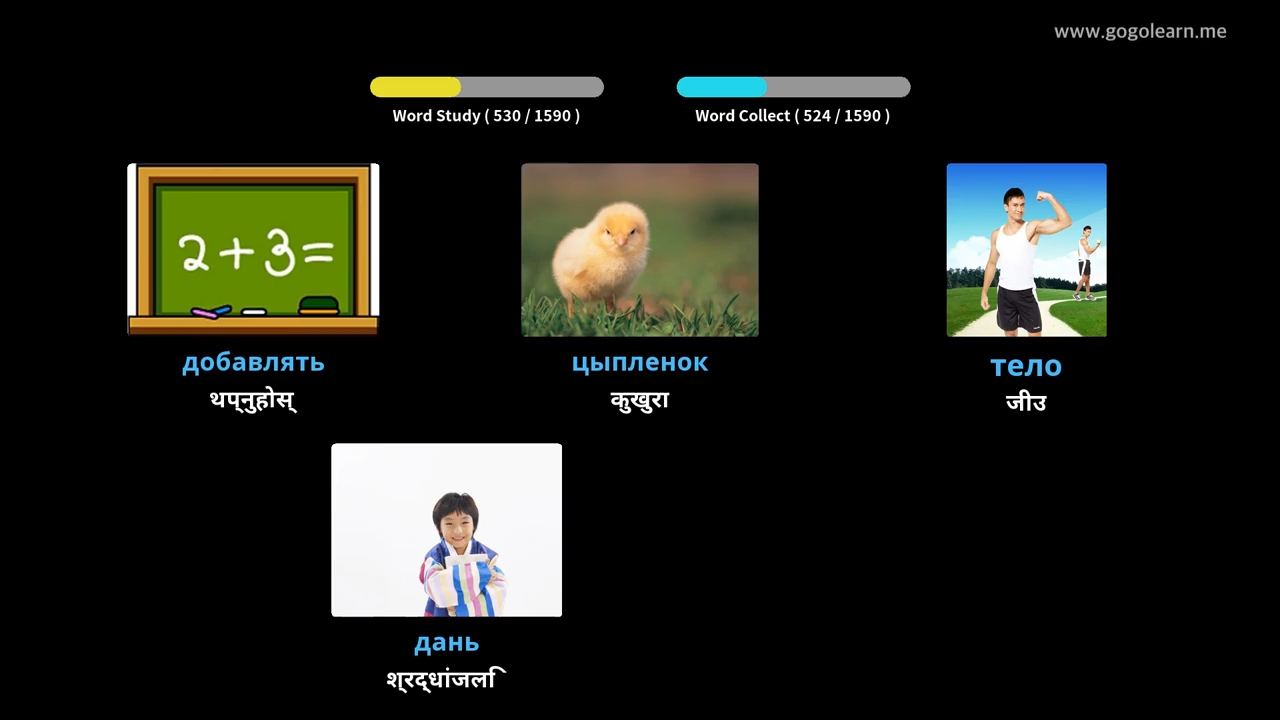 www.gogolearn.me
Word Study ( 530 / 1590 )
Word Collect ( 524 / 1590 )
2+3=
добавлять
цыпленок
тело
थप्नुहोस्
कुखुरा
जीउ
дань
श्रद्धांजलि